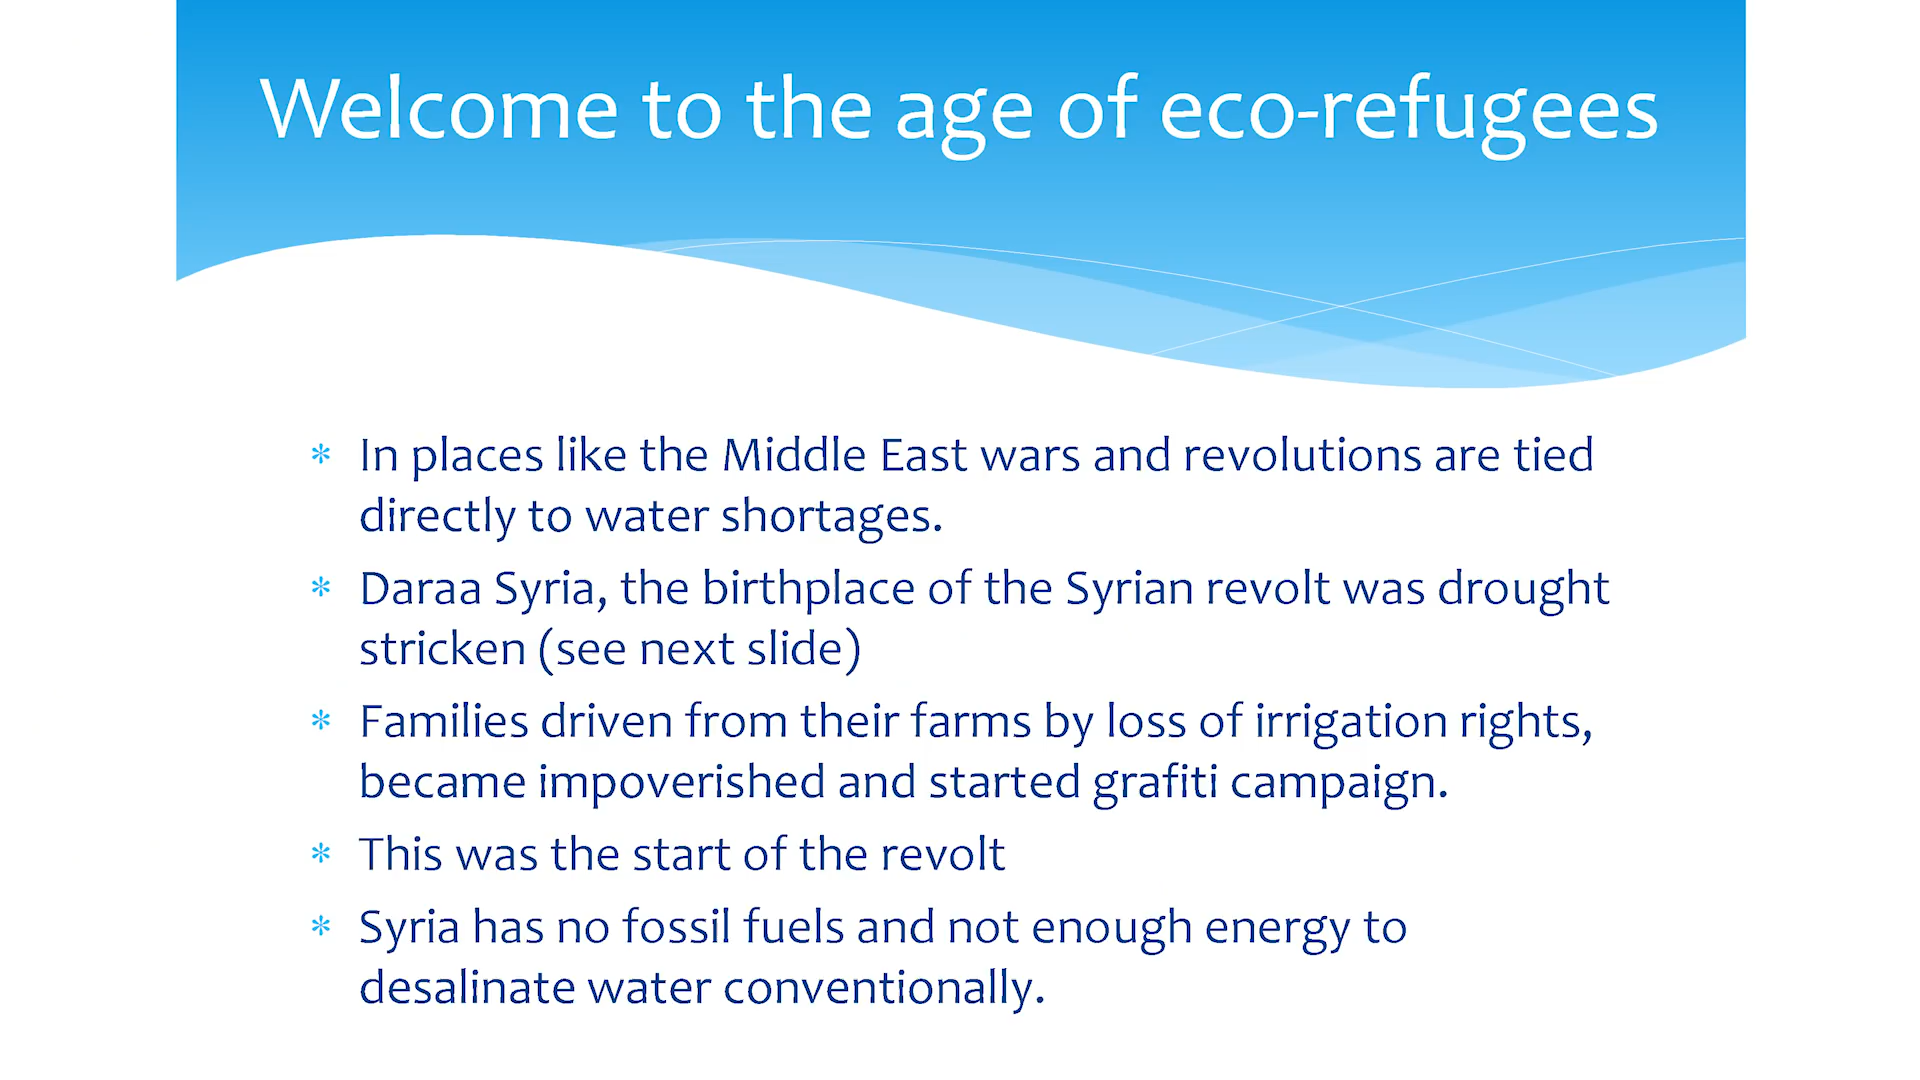 Welcome to the age of eco-refugees
* In places like the Middle East wars and revolutions are tied
directly to water shortages.
* Daraa Syria, the birthplace of the Syrian revolt was drought
stricken (see next slide)
* Families driven from their farms by loss of irrigation rights,
became impoverished and started grafiti campaign.
* This was the start of the revolt
* Syria has no fossil fuels and not enough energy to
desalinate water conventionally.